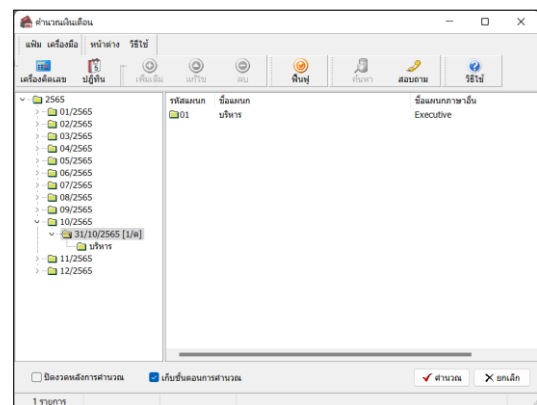 คำนวณเงินเดือน
แฟ้ม เครื่องมือ หน้าต่าง วิธีใช้
เครื่องคิดเลข ปฏิทิน เพิ่มเติม แก้ไข ลบ ฟื้นฟู ค้นหา สอบถาม วิธีใช้
2565
01/2565
02/2565
03/2565
04/2565
05/2565
06/2565
07/2565
08/2565
09/2565
10/2565
31/10/2565 [1/ด]
บริหาร
11/2565
12/2565
รหัสแผนก ชื่อแผนก ชื่อแผนกภาษาอื่น
01 บริหาร Executive
ปิดงวดหลังการคำนวณ เก็บขั้นตอนการคำนวณ คำนวณ ยกเลิก
1 รายการ